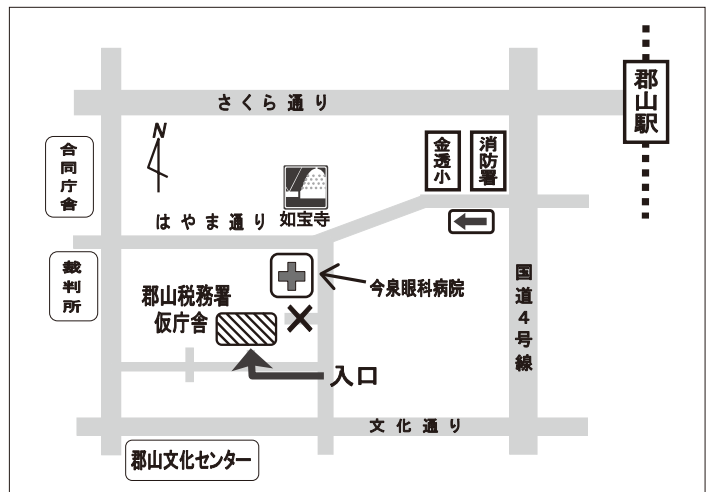 さくら通り
郡山駅
N
合同庁舎
金透小
消防署
はやま通り
如宝寺
裁判所
今泉眼科病院
郡山税務署
仮庁舎
国道4号線
入口
文化通り
郡山文化センター